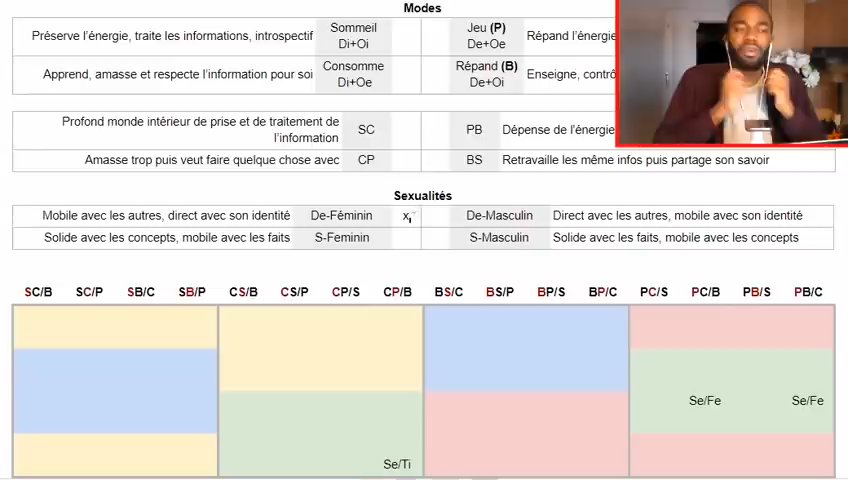 Modes
Préserve l'énergie, traite les informations, introspectif
Sommeil
Di+Oi
Jeu (P)
De+Oe
Répand l'énergie
Apprend, amasse et respecte l'information pour soi
Consomme
Di+Oe
Répand (B)
De+Oi
Enseigne,
Profond monde intérieur de prise et de traitement de
l'information
SC
PB
Dépense de l'énergie
Amasse trop puis veut faire quelque chose avec
CP
BS
Retravaille les même infos puis partage son savoir
Sexualités
Mobile avec les autres, direct avec son identité
De-Féminin
x
De-Masculin
Direct avec les autres, mobile avec son identité
Solide avec les concepts, mobile avec les faits
S-Feminin
S-Masculin
Solide avec les faits, mobile avec les concepts
SC/B SC/P SB/C SB/P CS/B CS/P CP/S CP/B BS/C BS/P BP/S BP/C PC/S PC/B PB/S PB/C
Se/Fe Se/Fe
Se/Ti